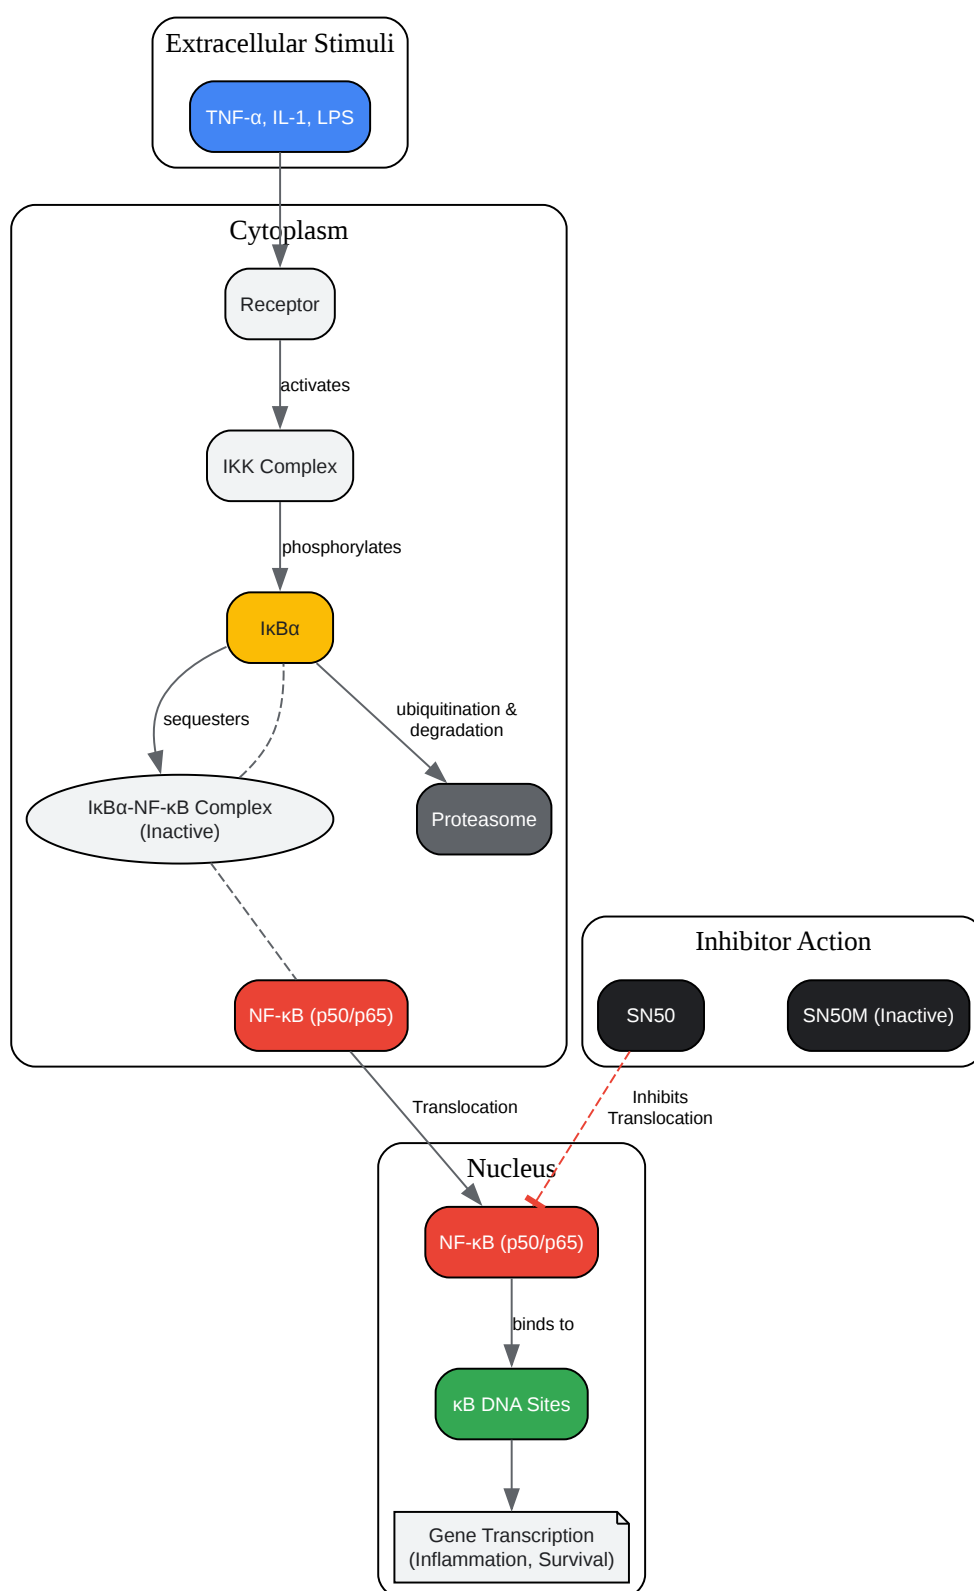 Extracellular Stimuli
TNF-α, IL-1, LPS
Cytoplasm
Receptor
activates
IKK Complex
phosphorylates
IκBα
sequesters
ubiquitination &
degradation
IκBα-NF-κB Complex
(Inactive)
Proteasome
NF-κB (p50/p65)
Inhibitor Action
SN50
SN50M (Inactive)
Translocation
Inhibits
Translocation
Nucleus
NF-κB (p50/p65)
binds to
κB DNA Sites
Gene Transcription
(Inflammation, Survival)